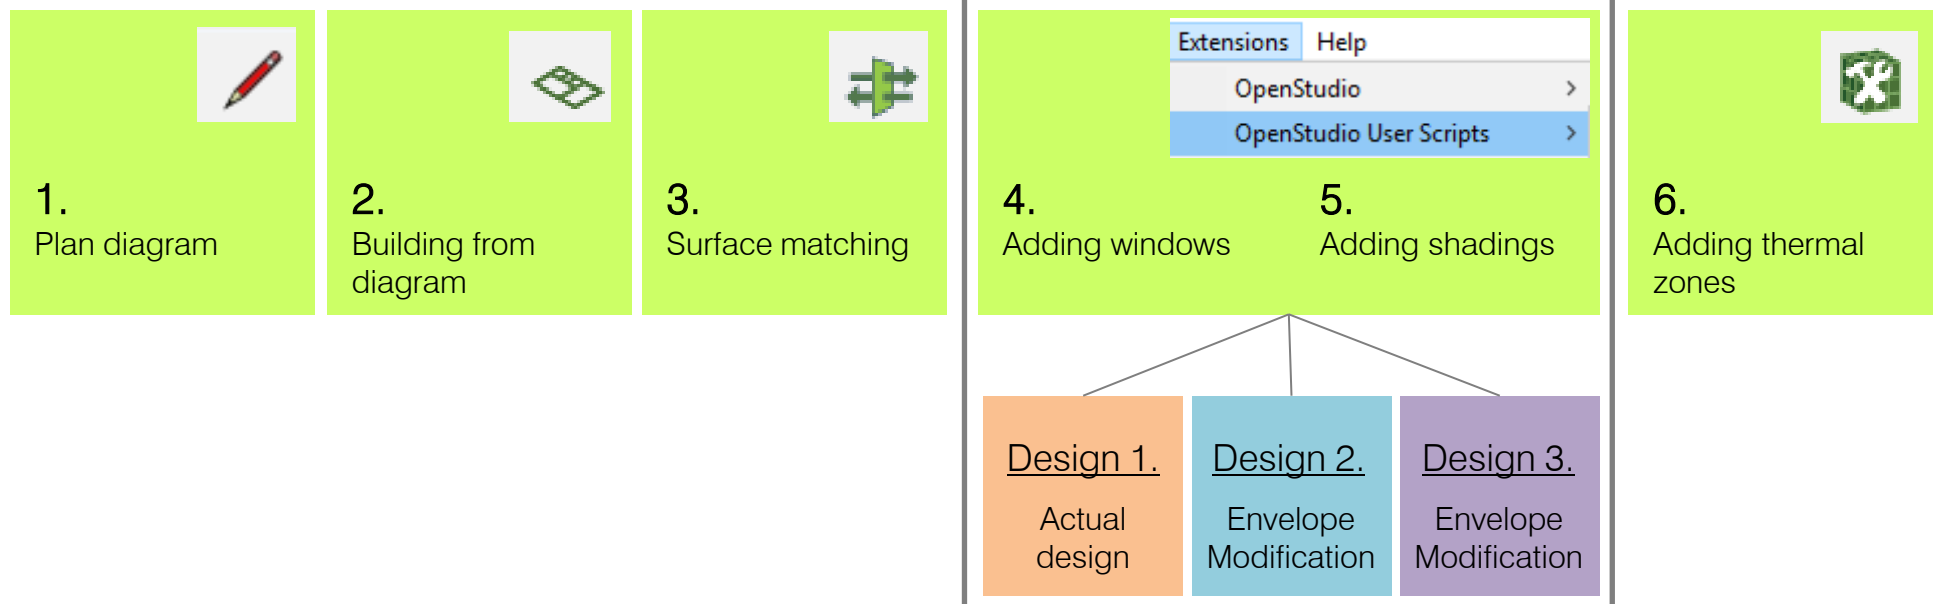 Extensions Help
OpenStudio
OpenStudio User Scripts
1.
Plan diagram
2.
Building from
diagram
3.
Surface matching
4.
Adding windows
5.
Adding shadings
6.
Adding thermal
zones
Design 1.
Actual
design
Design 2.
Envelope
Modification
Design 3.
Envelope
Modification